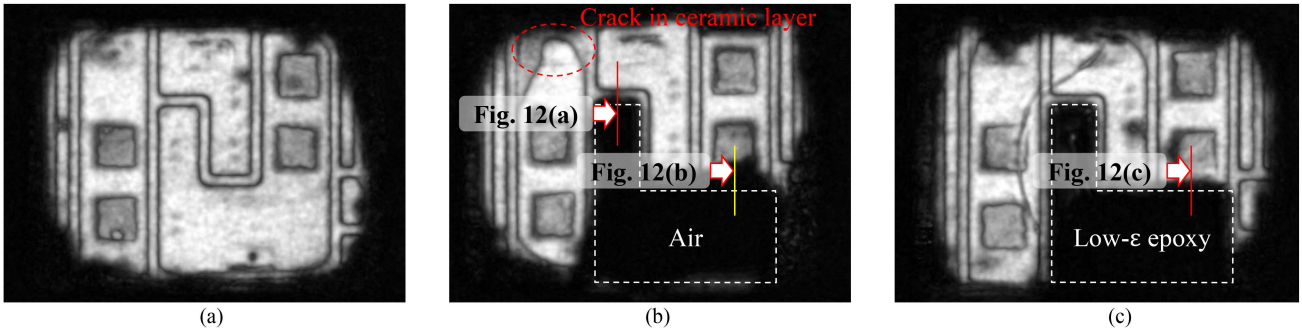 Crack in ceramic layer
Fig. 12(a)
Fig. 12(b)
Fig. 12(c)
Air
Low-ε epoxy
(a)
(b)
(c)